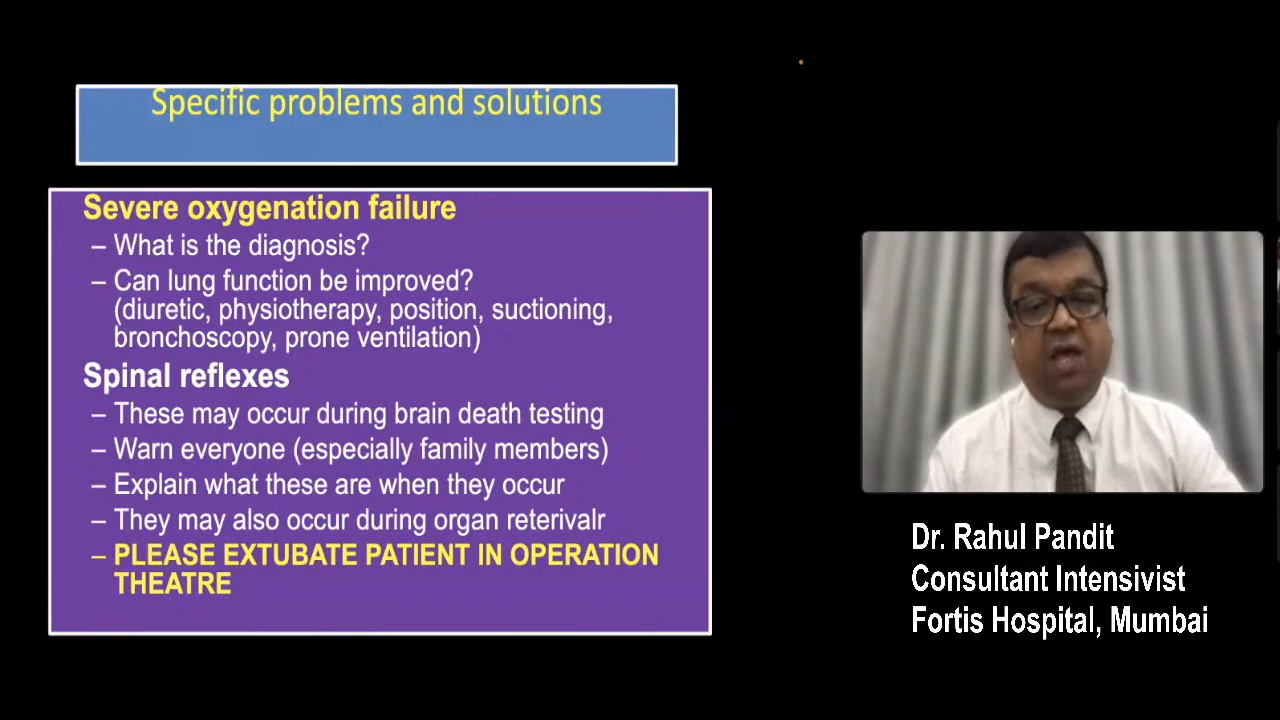 Specific problems and solutions
Severe oxygenation failure
– What is the diagnosis?
– Can lung function be improved?
(diuretic, physiotherapy, position, suctioning,
bronchoscopy, prone ventilation)
Spinal reflexes
– These may occur during brain death testing
– Warn everyone (especially family members)
– Explain what these are when they occur
– They may also occur during organ reterivalr
– PLEASE EXTUBATE PATIENT IN OPERATION
THEATRE
Dr. Rahul Pandit
Consultant Intensivist
Fortis Hospital, Mumbai